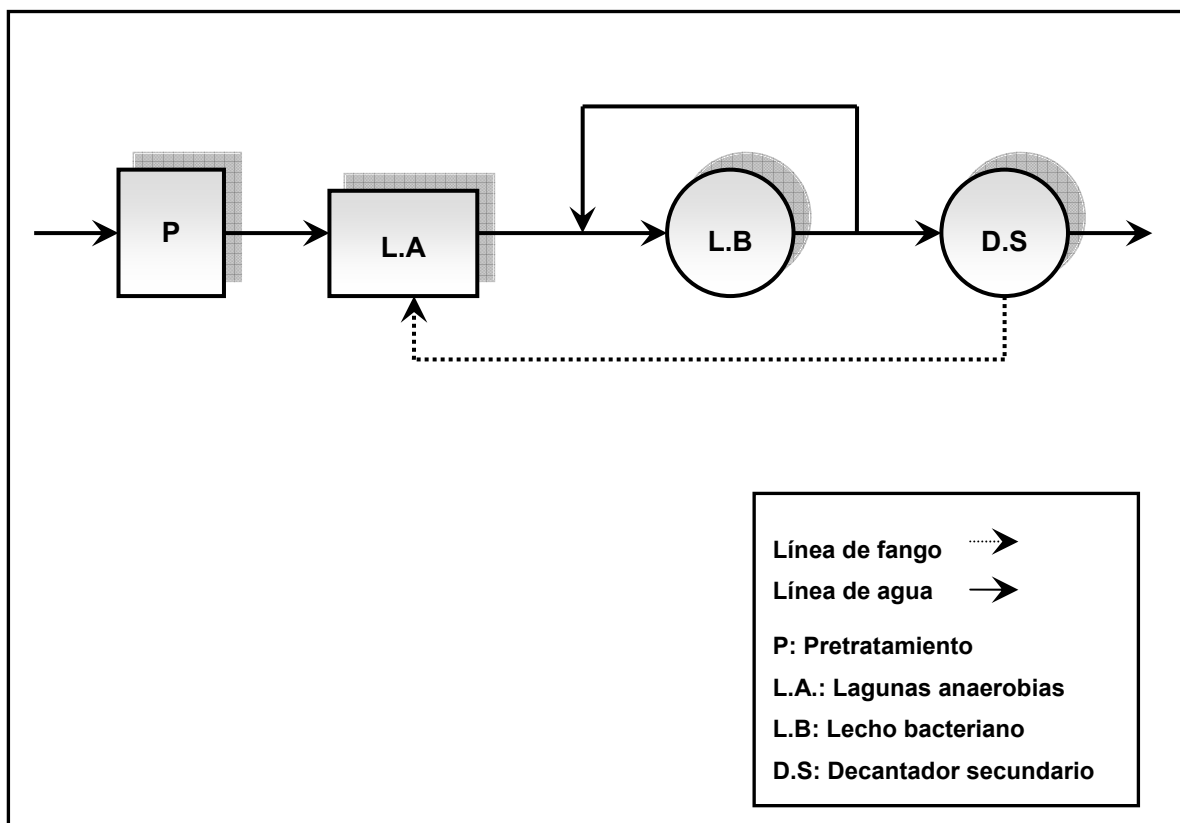 P
L.A
L.B
D.S
Línea de fango
Línea de agua
P: Pretratamiento
L.A.: Lagunas anaerobias
L.B: Lecho bacteriano
D.S: Decantador secundario